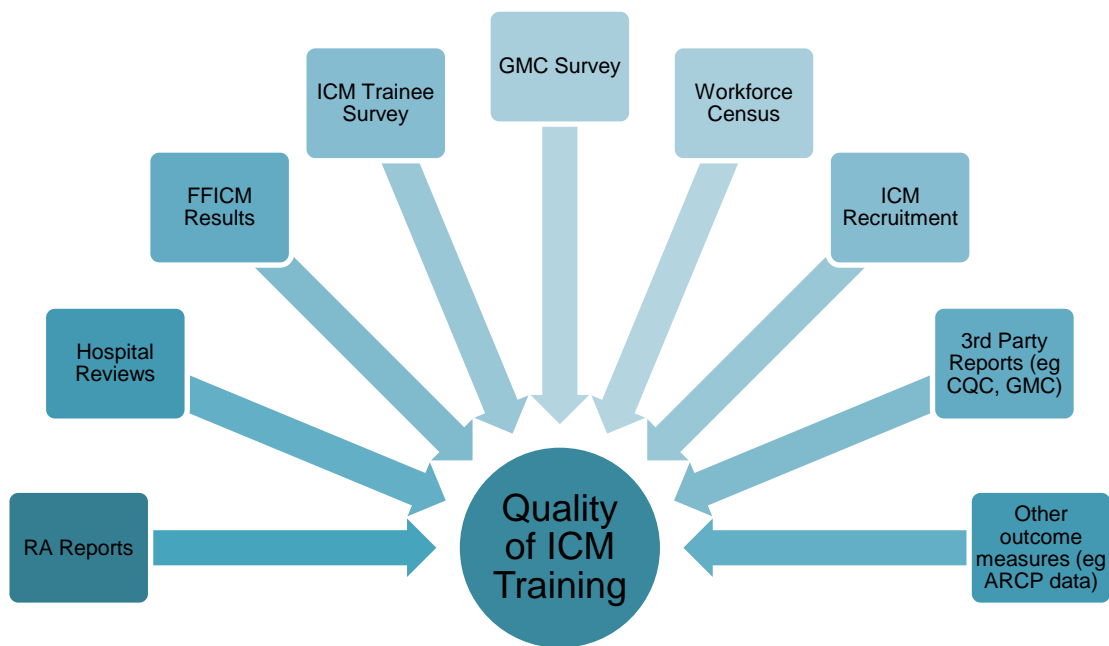 GMC Survey
ICM Trainee
Survey
Workforce
Census
FFICM
Results
ICM
Recruitment
Hospital
Reviews
3rd Party
Reports (eg
CQC, GMC)
RA Reports
Quality
of ICM
Training
Other
outcome
measures (eg
ARCP data)